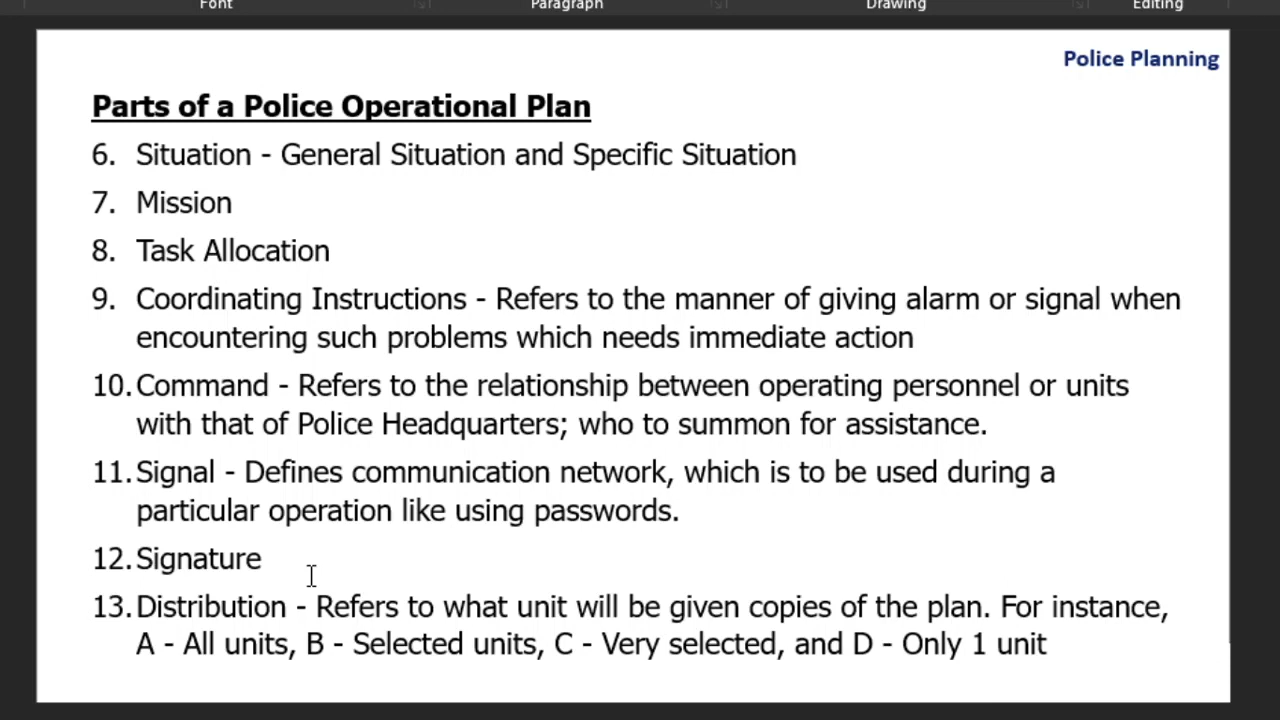 Font Paragraph Drawing Editing
Police Planning
Parts of a Police Operational Plan
6. Situation - General Situation and Specific Situation
7. Mission
8. Task Allocation
9. Coordinating Instructions - Refers to the manner of giving alarm or signal when
encountering such problems which needs immediate action
10. Command - Refers to the relationship between operating personnel or units
with that of Police Headquarters; who to summon for assistance.
11. Signal - Defines communication network, which is to be used during a
particular operation like using passwords.
12. Signature
13. Distribution - Refers to what unit will be given copies of the plan. For instance,
A - All units, B - Selected units, C - Very selected, and D - Only 1 unit